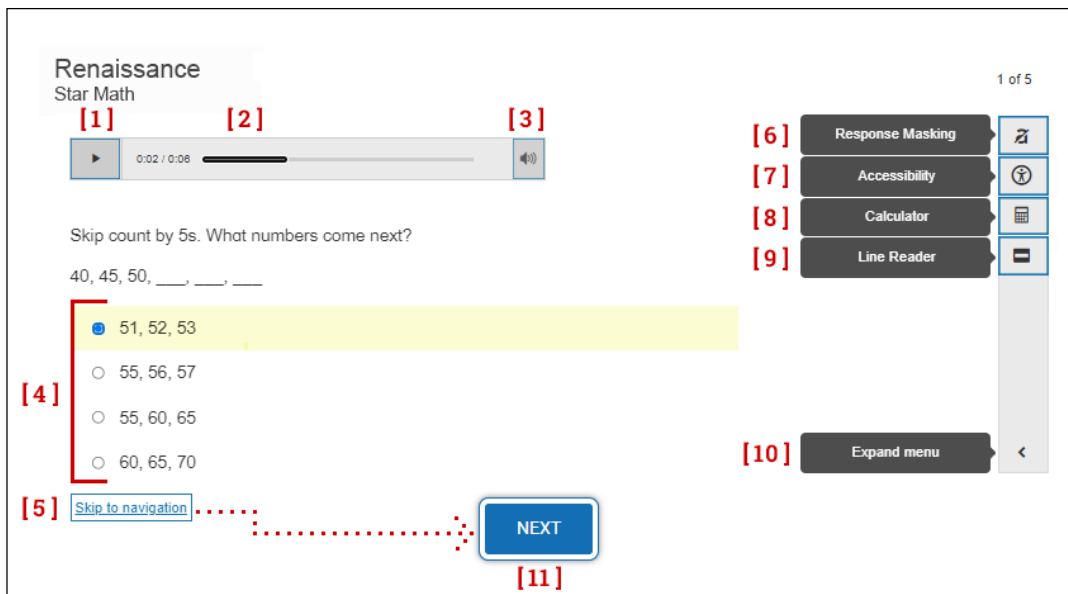 Renaissance
Star Math
1 of 5
[1] [2] [3]
0:02 / 0:06
[6] Response Masking
[7] Accessibility
[8] Calculator
[9] Line Reader
Skip count by 5s. What numbers come next?
40, 45, 50, ___, ___, ___
51, 52, 53
55, 56, 57
[4]
55, 60, 65
60, 65, 70
[10] Expand menu
[5] Skip to navigation
NEXT
[11]